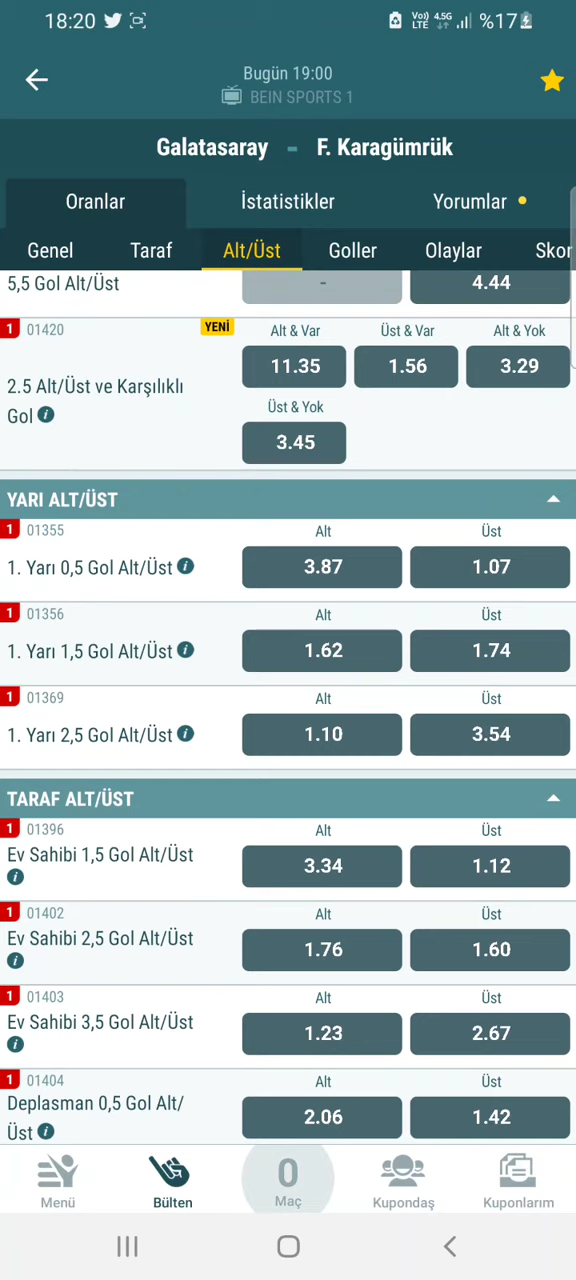 18:20
Vo)) LTE 4.5G %17
Bugün 19:00
BEIN SPORTS 1
Galatasaray - F. Karagümrük
Oranlar İstatistikler Yorumlar
Genel Taraf Alt/Üst Goller Olaylar Skor
5,5 Gol Alt/Üst - 4.44
1 01420 YENİ Alt & Var Üst & Var Alt & Yok
11.35 1.56 3.29
2.5 Alt/Üst ve Karşılıklı
Gol i
Üst & Yok
3.45
YARI ALT/ÜST
1 01355 Alt Üst
1. Yarı 0,5 Gol Alt/Üst i 3.87 1.07
1 01356 Alt Üst
1. Yarı 1,5 Gol Alt/Üst i 1.62 1.74
1 01369 Alt Üst
1. Yarı 2,5 Gol Alt/Üst i 1.10 3.54
TARAF ALT/ÜST
1 01396 Alt Üst
Ev Sahibi 1,5 Gol Alt/Üst i 3.34 1.12
1 01402 Alt Üst
Ev Sahibi 2,5 Gol Alt/Üst i 1.76 1.60
1 01403 Alt Üst
Ev Sahibi 3,5 Gol Alt/Üst i 1.23 2.67
1 01404 Alt Üst
Deplasman 0,5 Gol Alt/
Üst i 2.06 1.42
0
Menü Bülten Maç Kupondaş Kuponlarım